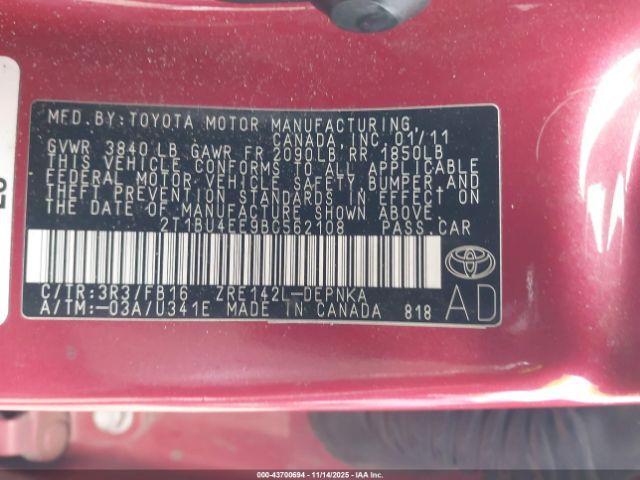 MFD.BY:TOYOTA MOTOR MANUFACTURING,
CANADA,INC. 01/11
GVWR 3840 LB GAWR FR 2090LB RR 1850LB
THIS VEHICLE CONFORMS TO ALL APPLICABLE
FEDERAL MOTOR VEHICLE SAFETY,BUMPER,AND
THEFT PREVENTION STANDARDS IN EFFECT ON
THE DATE OF MANUFACTURE SHOWN ABOVE.
2T1BU4EE9BC562108 PASS.CAR
C/TR:3R3/FB16 ZRE142L-DEPNKA
A/TM:-03A/U341E MADE IN CANADA 818
AD
000-43700694 - 11/14/2025 - IAAI, Inc.